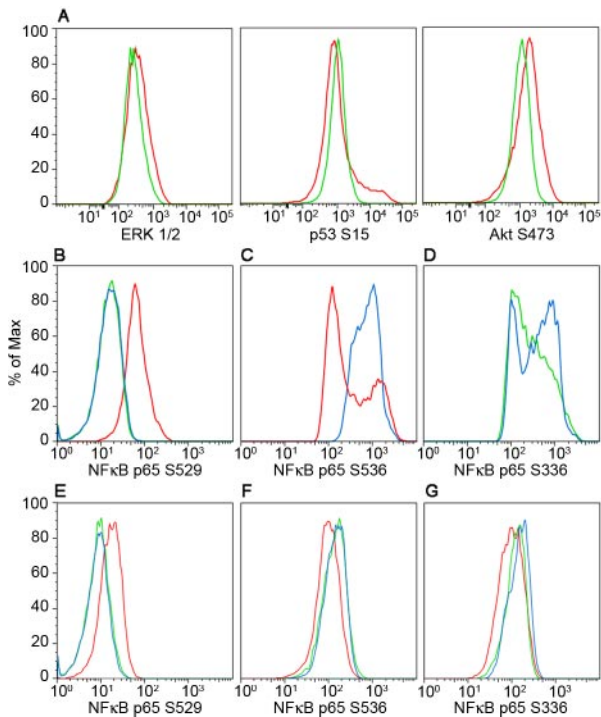 A
100
80
60
40
20
0
10¹ 10² 10³ 10⁴ 10⁵ 10¹ 10² 10³ 10⁴ 10⁵ 10¹ 10² 10³ 10⁴ 10⁵
ERK 1/2 p53 S15 Akt S473
B C D
% of Max
100
80
60
40
20
0
10⁰ 10¹ 10² 10³ 10⁰ 10¹ 10² 10³ 10⁰ 10¹ 10² 10³
NFκB p65 S529 NFκB p65 S536 NFκB p65 S336
E F G
100
80
60
40
20
0
10⁰ 10¹ 10² 10³ 10⁰ 10¹ 10² 10³ 10⁰ 10¹ 10² 10³
NFκB p65 S529 NFκB p65 S536 NFκB p65 S336